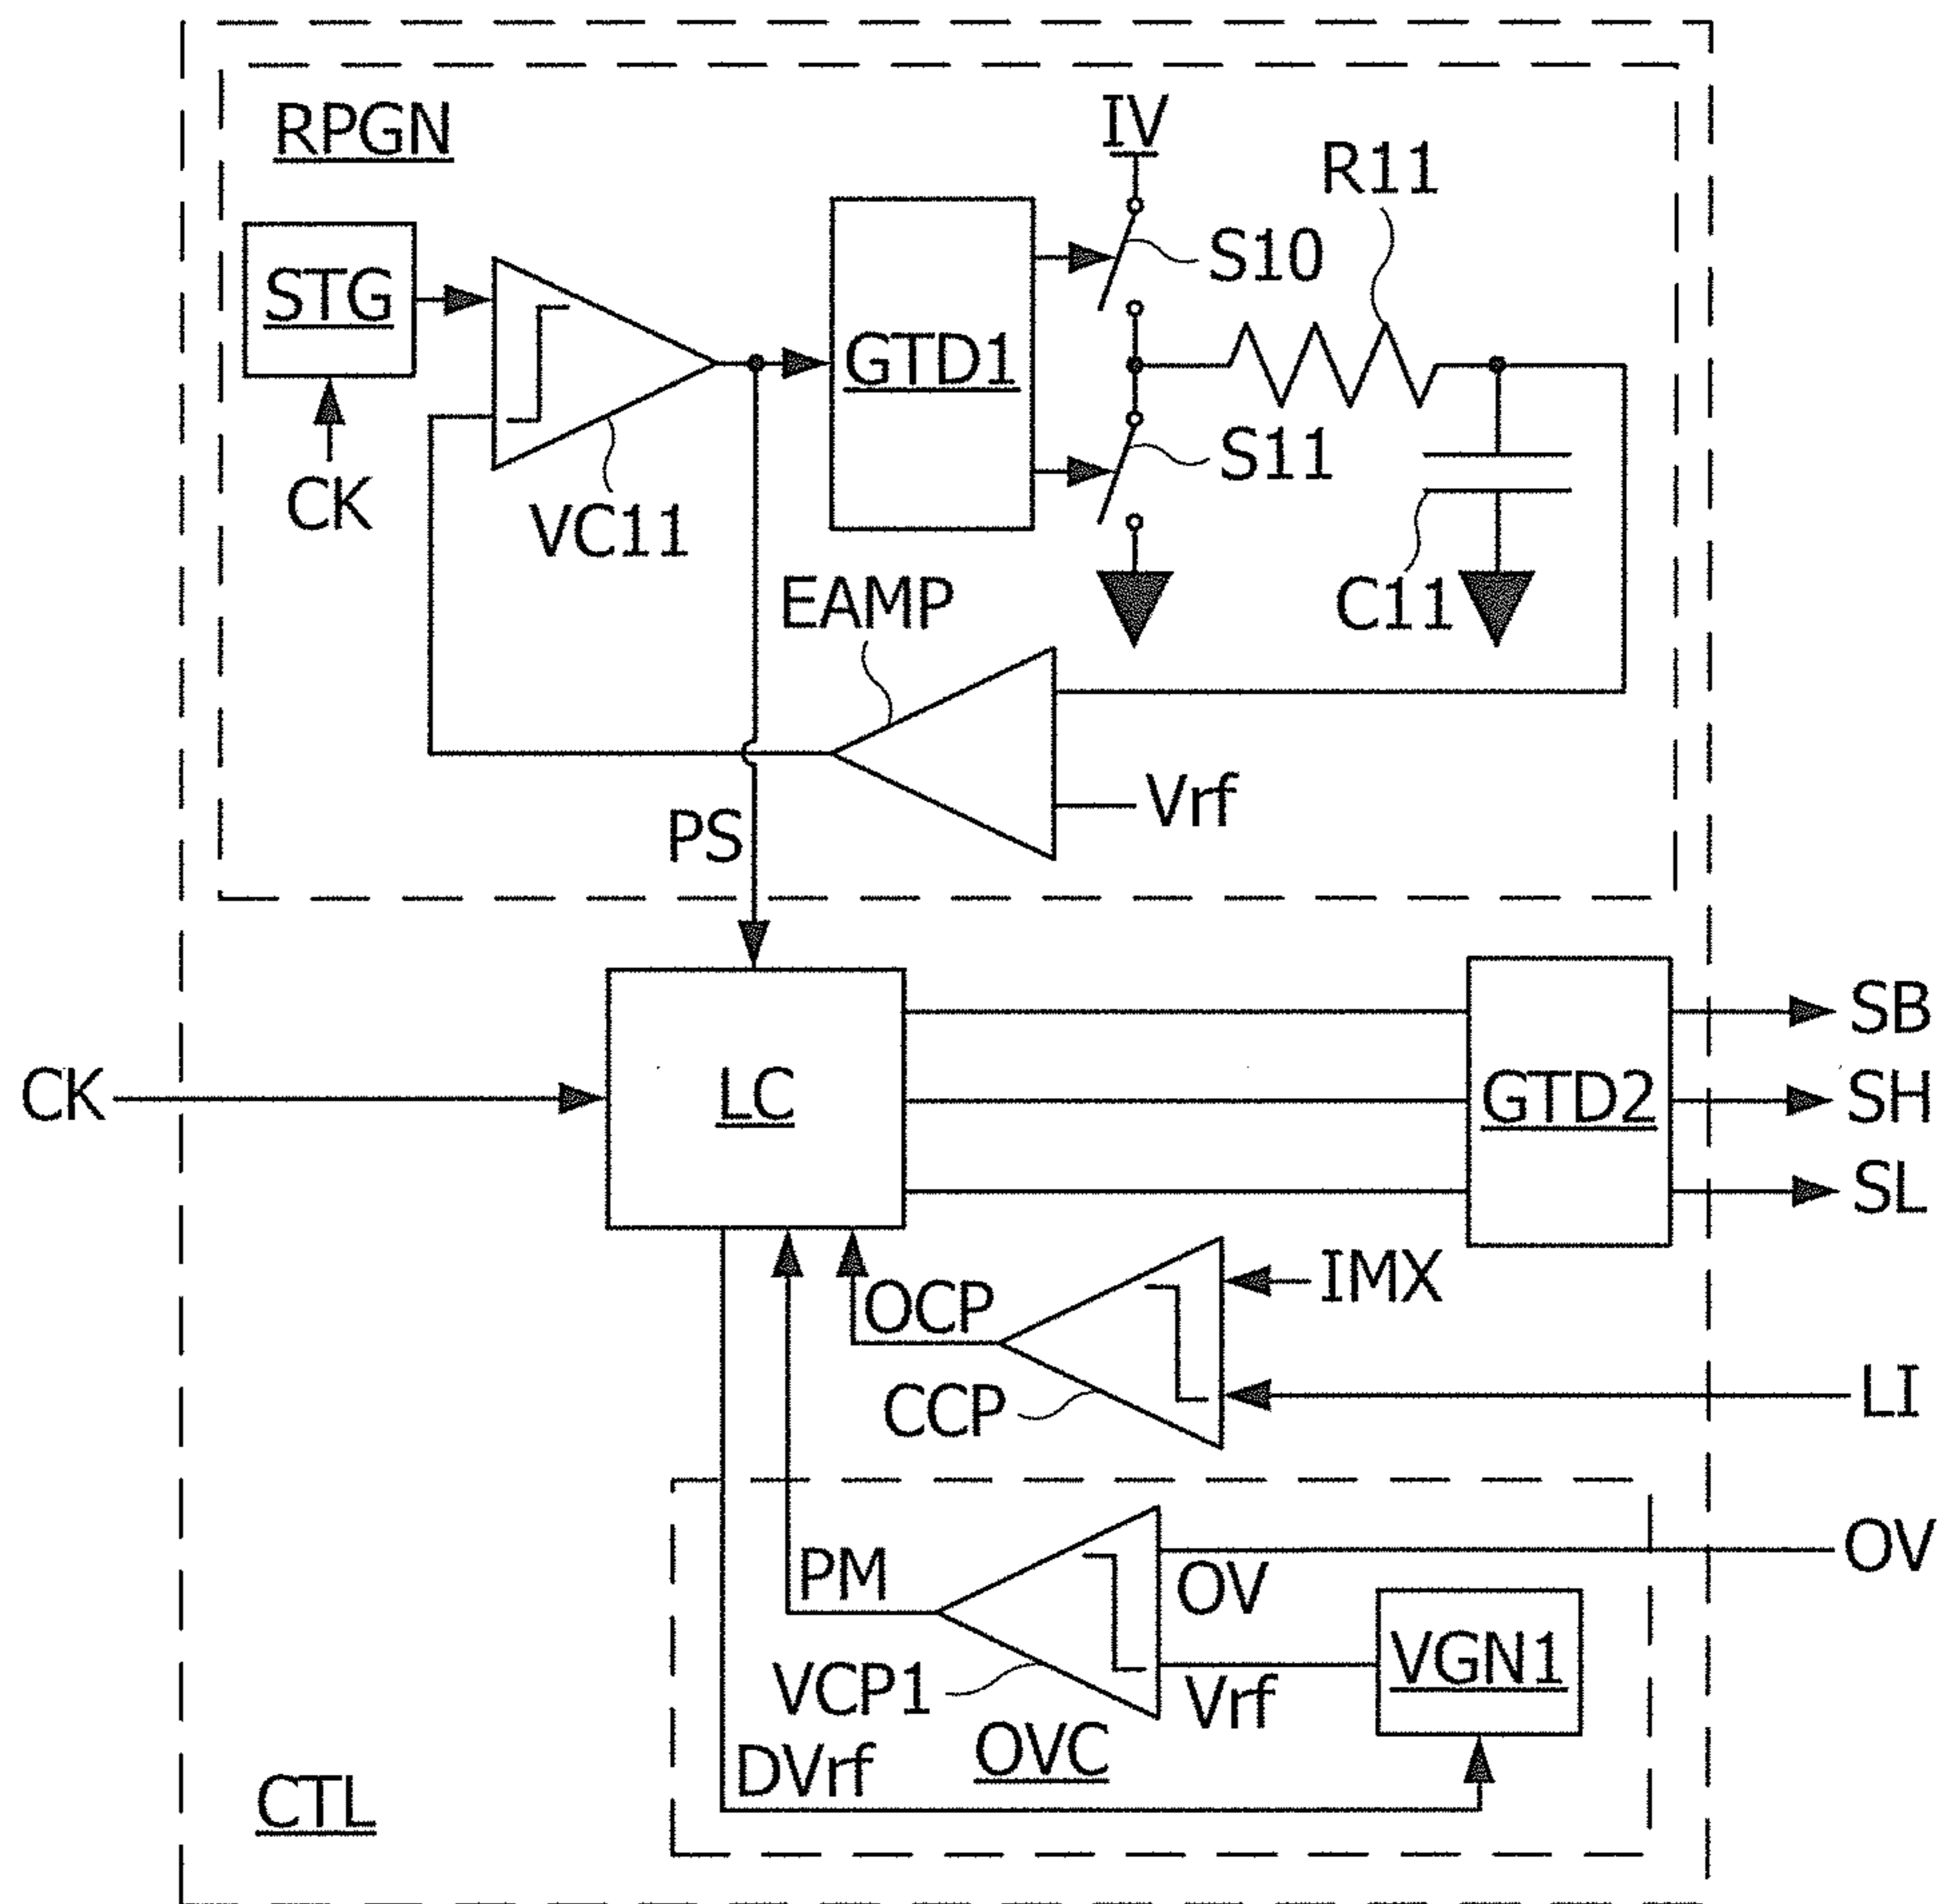 RPGN
IV
R11
STG
S10
GTD1
S11
CK
VC11
EAMP
C11
Vrf
PS
SB
CK
LC
GTD2
SH
SL
OCP
IMX
CCP
LI
PM
OV
OV
VGN1
VCP1
Vrf
OVC
DVrf
CTL